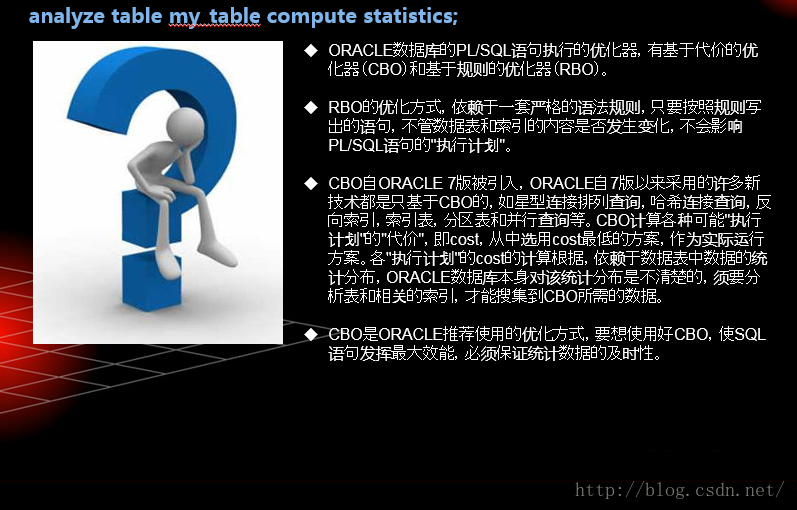 analyze table my_table compute statistics;
◆ ORACLE数据库的PL/SQL语句执行的优化器, 有基于代价的优
化器(CBO)和基于规则的优化器(RBO)。
◆ RBO的优化方式, 依赖于一套严格的语法规则, 只要按照规则写
出的语句, 不管数据表和索引的内容是否发生变化, 不会影响
PL/SQL语句的"执行计划"。
◆ CBO自ORACLE 7版被引入, ORACLE自7版以来采用的许多新
技术都是只基于CBO的, 如星型连接排列查询, 哈希连接查询, 反
向索引, 索引表, 分区表和并行查询等。CBO计算各种可能"执行
计划"的"代价", 即cost, 从中选用cost最低的方案, 作为实际运行
方案。各"执行计划"的cost的计算根据, 依赖于数据表中数据的统
计分布, ORACLE数据库本身对该统计分布是不清楚的, 须要分
析表和相关的索引, 才能搜集到CBO所需的数据。
◆ CBO是ORACLE推荐使用的优化方式, 要想使用好CBO, 使SQL
语句发挥最大效能, 必须保证统计数据的及时性。
http://blog.csdn.net/